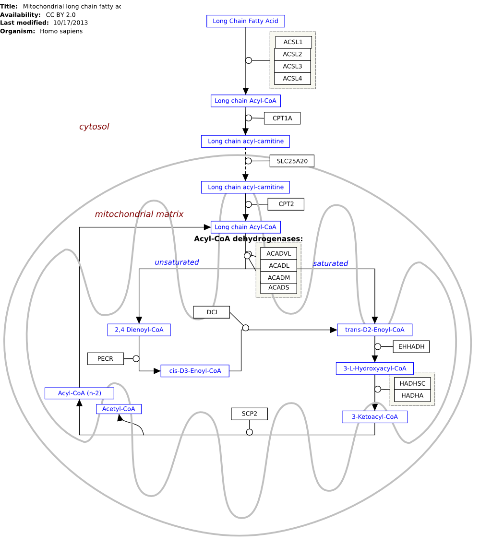 Title: Mitochondrial long chain fatty ac
Availability: CC BY 2.0
Last modified: 10/17/2013
Organism: Homo sapiens
Long Chain Fatty Acid
ACSL1
ACSL2
ACSL3
ACSL4
Long chain Acyl-CoA
CPT1A
cytosol
Long chain acyl-carnitine
SLC25A20
Long chain acyl-carnitine
CPT2
mitochondrial matrix
Long chain Acyl-CoA
Acyl-CoA dehydrogenases:
ACADVL
unsaturated
ACADL
saturated
ACADM
ACADS
DCI
2,4 Dienoyl-CoA
trans-D2-Enoyl-CoA
EHHADH
PECR
cis-D3-Enoyl-CoA
3-L-Hydroxyacyl-CoA
HADHSC
HADHA
Acyl-CoA (n-2)
Acetyl-CoA
SCP2
3-Ketoacyl-CoA